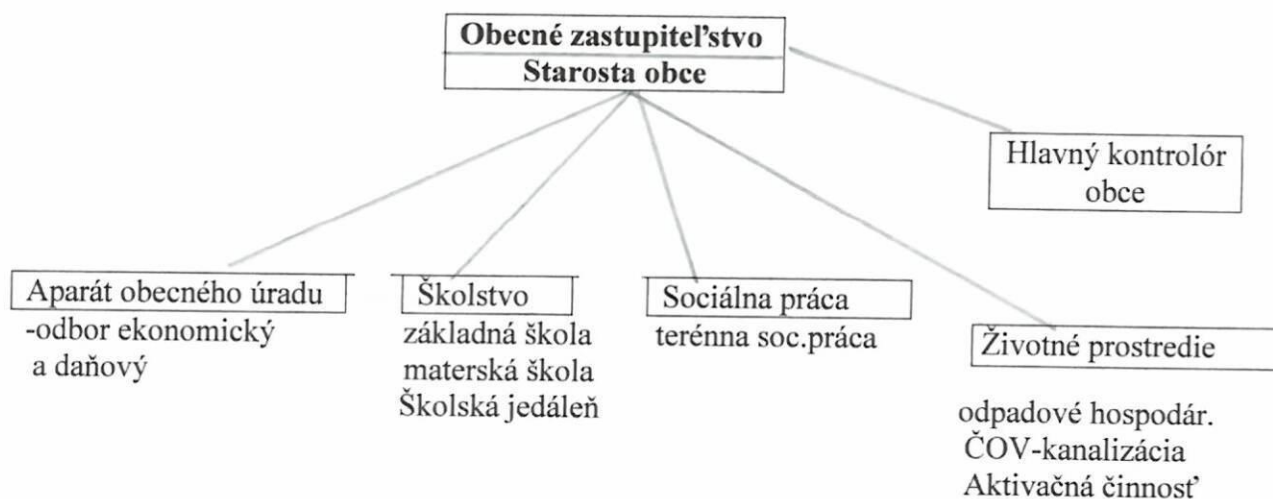 Obecné zastupiteľstvo
Starosta obce
Hlavný kontrolór
obce
Aparát obecného úradu
-odbor ekonomický
a daňový
Školstvo
základná škola
materská škola
Školská jedáleň
Sociálna práca
terénna soc.práca
Životné prostredie
odpadové hospodár.
ČOV-kanalizácia
Aktivačná činnosť